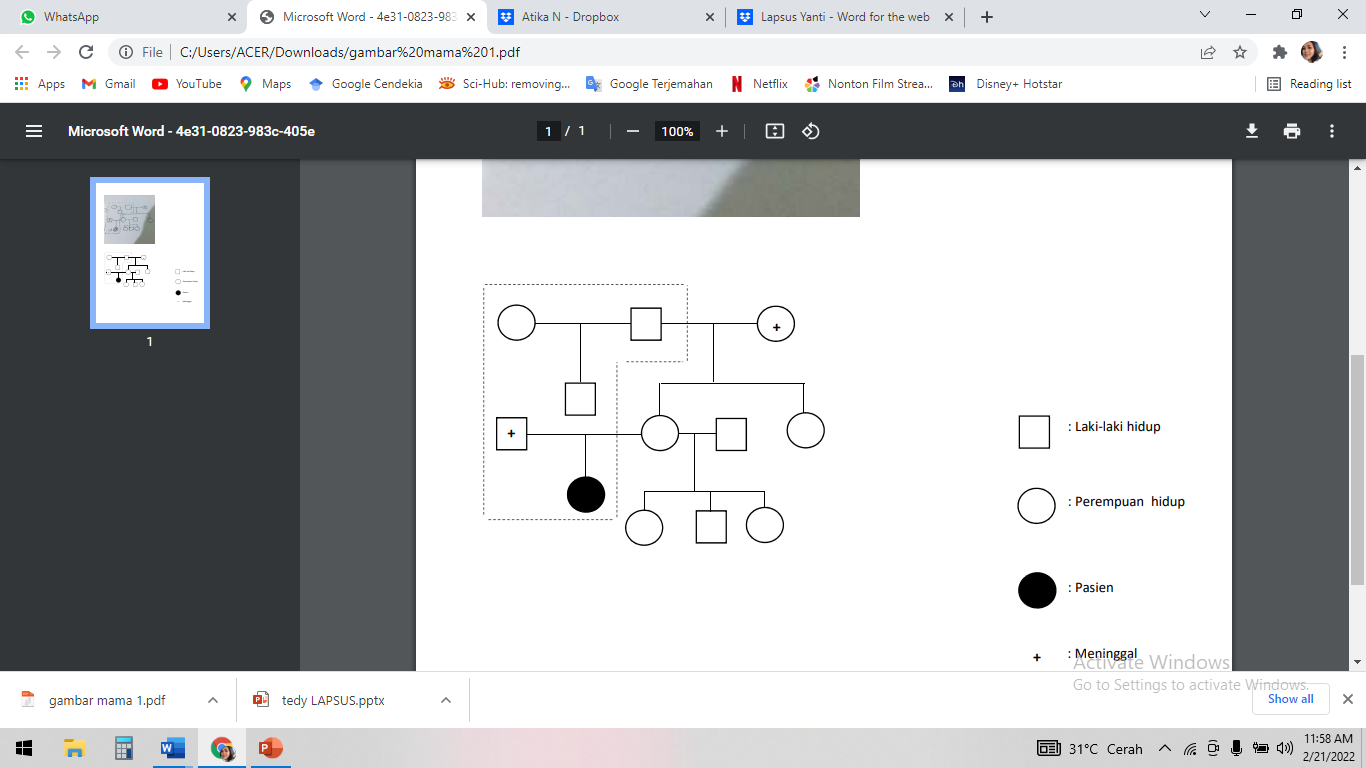 WhatsApp
Microsoft Word - 4e31-0823-983
Atika N - Dropbox
Lapsus Yanti - Word for the web
File C:/Users/ACER/Downloads/gambar%20mama%201.pdf
Apps Gmail YouTube Maps Google Cendekia Sci-Hub: removing... Google Terjemahan Netflix Nonton Film Strea... Disney+ Hotstar Reading list
Microsoft Word - 4e31-0823-983c-405e
1 / 1
100%
1
+
+
: Laki-laki hidup
: Perempuan hidup
: Pasien
+ : Meninggal
Activate Windows
Go to Settings to activate Windows.
gambar mama 1.pdf
tedy LAPSUS.pptx
Show all
31°C Cerah
11:58 AM
2/21/2022